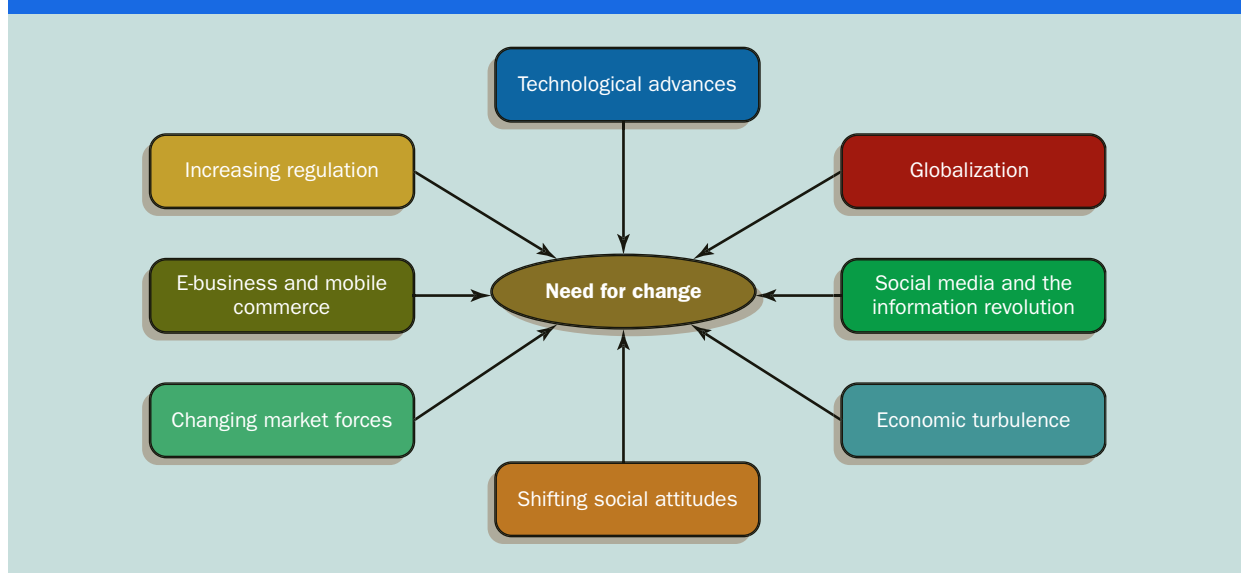 Technological advances
Increasing regulation
Globalization
E-business and mobile
commerce
Need for change
Social media and the
information revolution
Changing market forces
Economic turbulence
Shifting social attitudes